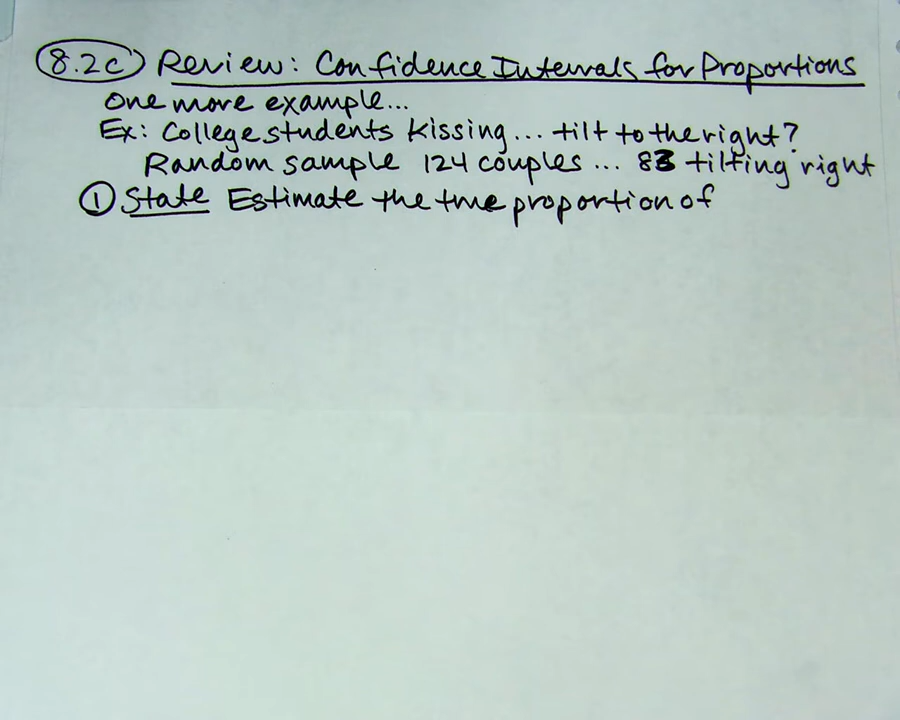 8.2c Review: Confidence Intervals for Proportions
One more example...
Ex: College students kissing... tilt to the right?
Random sample 124 couples... 83 tilting right
① State Estimate the true proportion of